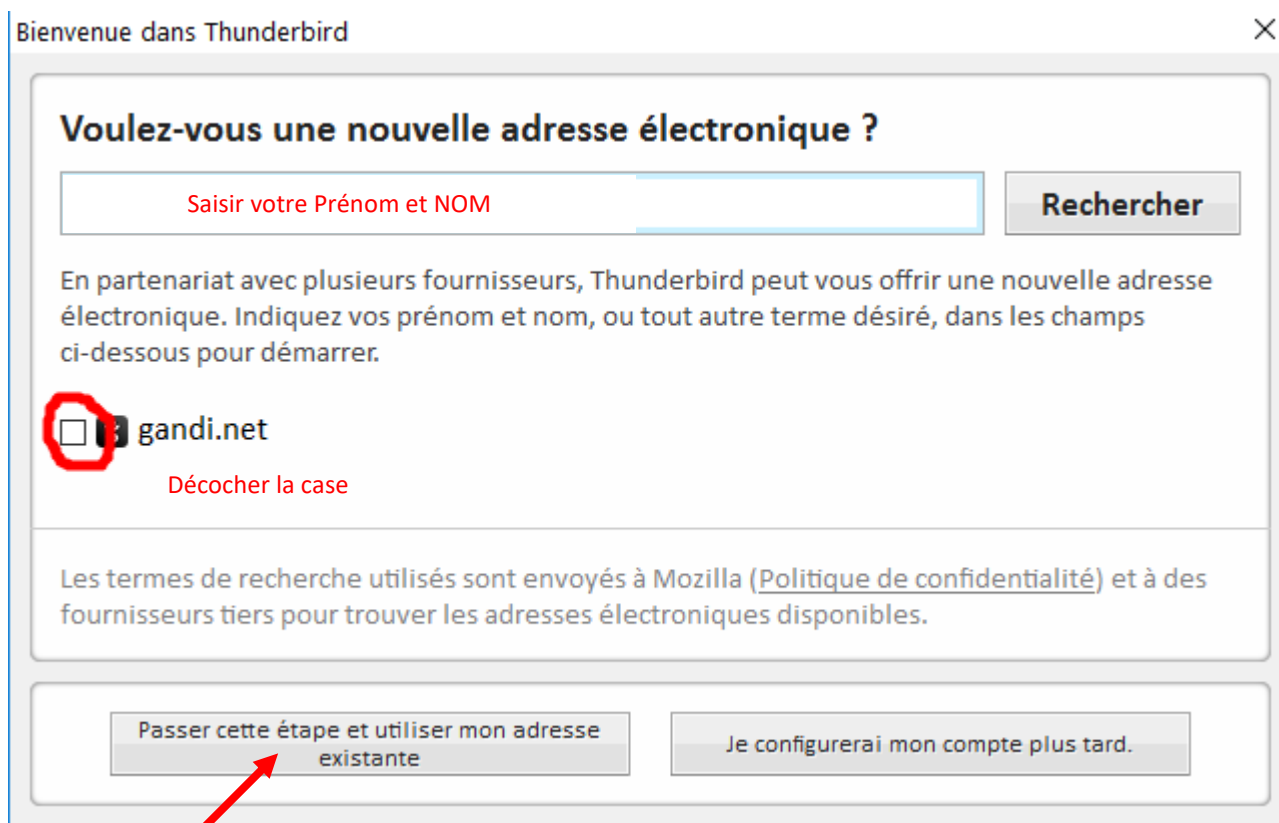 Bienvenue dans Thunderbird
Voulez-vous une nouvelle adresse électronique ?
Saisir votre Prénom et NOM
Rechercher
En partenariat avec plusieurs fournisseurs, Thunderbird peut vous offrir une nouvelle adresse
électronique. Indiquez vos prénom et nom, ou tout autre terme désiré, dans les champs
ci-dessous pour démarrer.
gandi.net
Décocher la case
Les termes de recherche utilisés sont envoyés à Mozilla (Politique de confidentialité) et à des
fournisseurs tiers pour trouver les adresses électroniques disponibles.
Passer cette étape et utiliser mon adresse
existante
Je configurerai mon compte plus tard.